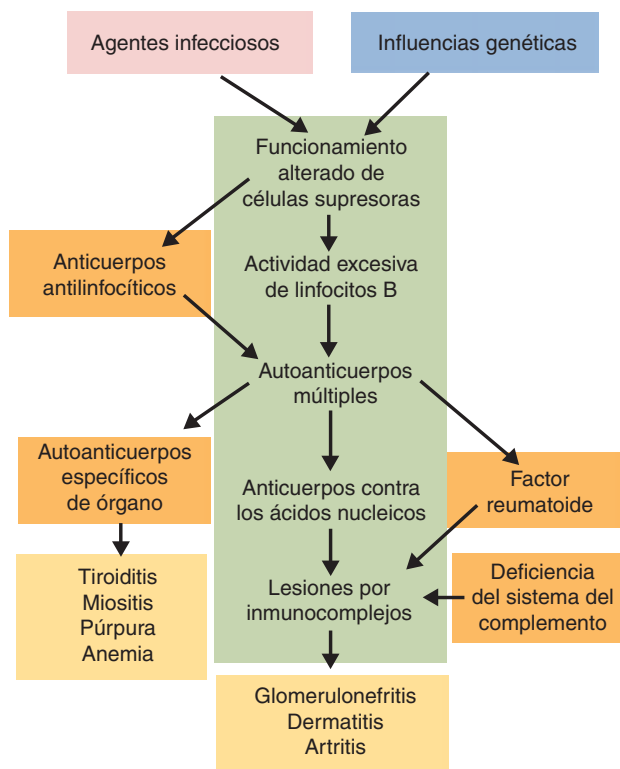 Agentes infecciosos
Influencias genéticas
Funcionamiento
alterado de
células supresoras
Anticuerpos
antilinfocíticos
Actividad excesiva
de linfocitos B
Autoanticuerpos
múltiples
Autoanticuerpos
específicos
de órgano
Anticuerpos contra
los ácidos nucleicos
Factor
reumatoide
Tiroiditis
Miositis
Púrpura
Anemia
Lesiones por
inmunocomplejos
Deficiencia
del sistema del
complemento
Glomerulonefritis
Dermatitis
Artritis